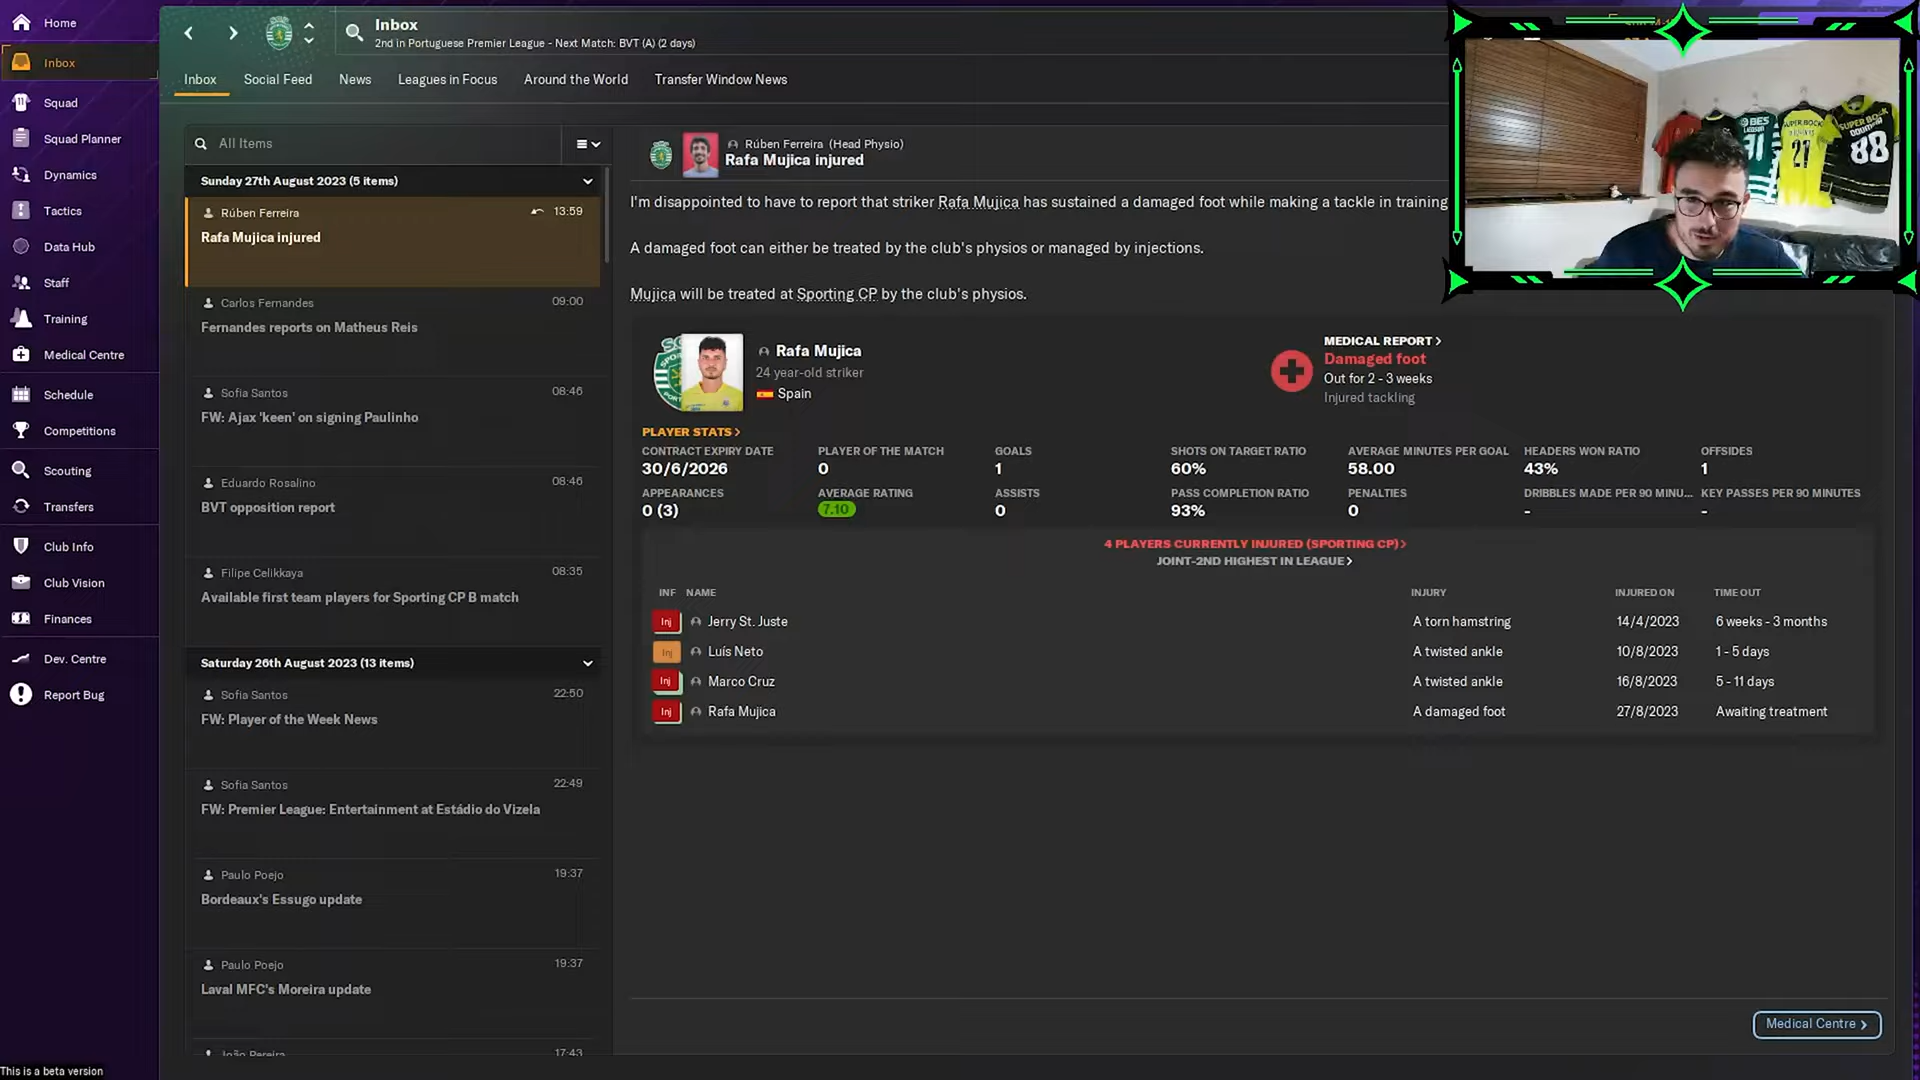 Home
Inbox
Squad
Squad Planner
Dynamics
Tactics
Data Hub
Staff
Training
Medical Centre
Schedule
Competitions
Scouting
Transfers
Club Info
Club Vision
Finances
Dev. Centre
Report Bug
This is a beta version
Inbox
2nd in Portuguese Premier League - Next Match: BVT (A) (2 days)
Inbox Social Feed News Leagues in Focus Around the World Transfer Window News
All Items
Sunday 27th August 2023 (5 items)
Rúben Ferreira 13:59
Rafa Mujica injured
Carlos Fernandes 09:00
Fernandes reports on Matheus Reis
Sofia Santos 08:46
FW: Ajax 'keen' on signing Paulinho
Eduardo Rosalino 08:46
BVT opposition report
Filipe Celikkaya 08:35
Available first team players for Sporting CP B match
Saturday 26th August 2023 (13 items)
Sofia Santos 22:50
FW: Player of the Week News
Sofia Santos 22:49
FW: Premier League: Entertainment at Estádio do Vizela
Paulo Poejo 19:37
Bordeaux's Essugo update
Paulo Poejo 19:37
Laval MFC's Moreira update
João Pereira 17:43
Rúben Ferreira (Head Physio)
Rafa Mujica injured
I'm disappointed to have to report that striker Rafa Mujica has sustained a damaged foot while making a tackle in training
A damaged foot can either be treated by the club's physios or managed by injections.
Mujica will be treated at Sporting CP by the club's physios.
Rafa Mujica
24 year-old striker
Spain
MEDICAL REPORT >
Damaged foot
Out for 2 - 3 weeks
Injured tackling
PLAYER STATS >
CONTRACT EXPIRY DATE PLAYER OF THE MATCH GOALS SHOTS ON TARGET RATIO AVERAGE MINUTES PER GOAL HEADERS WON RATIO OFFSIDES
30/6/2026 0 1 60% 58.00 43% 1
APPEARANCES AVERAGE RATING ASSISTS PASS COMPLETION RATIO PENALTIES DRIBBLES MADE PER 90 MINU... KEY PASSES PER 90 MINUTES
0 (3) 7.10 0 93% 0 - -
4 PLAYERS CURRENTLY INJURED (SPORTING CP) >
JOINT-2ND HIGHEST IN LEAGUE >
INF NAME INJURY INJURED ON TIME OUT
Inj Jerry St. Juste A torn hamstring 14/4/2023 6 weeks - 3 months
Inj Luís Neto A twisted ankle 10/8/2023 1 - 5 days
Inj Marco Cruz A twisted ankle 16/8/2023 5 - 11 days
Inj Rafa Mujica A damaged foot 27/8/2023 Awaiting treatment
Medical Centre >
BES
31
SUPER BOCK
21
SUPER BOCK
88